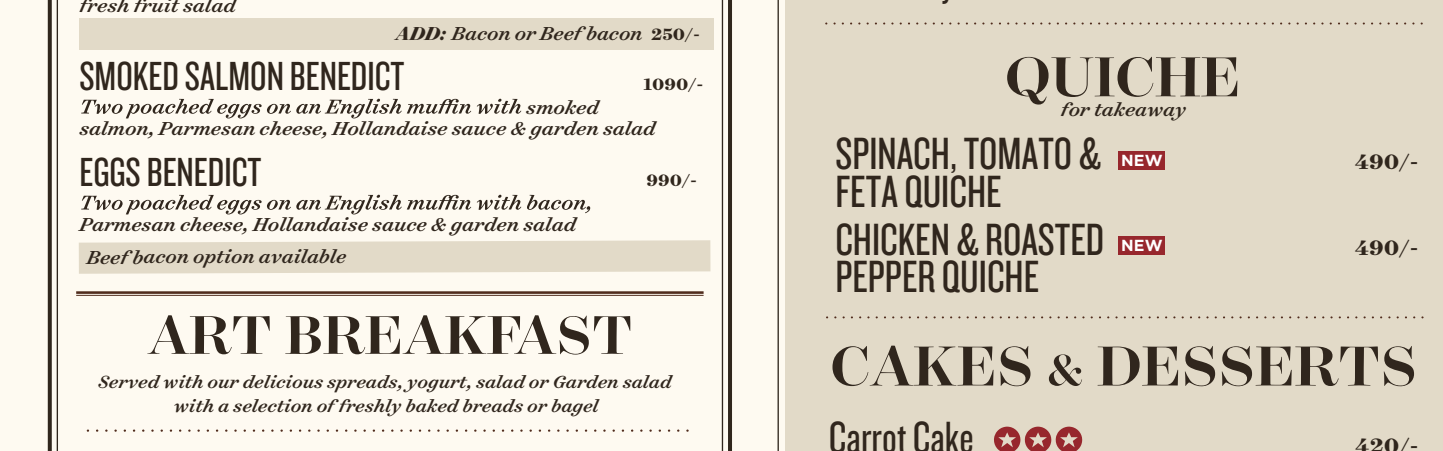 fresh fruit salad
ADD: Bacon or Beef bacon 250/-
SMOKED SALMON BENEDICT 1090/-
Two poached eggs on an English muffin with smoked
salmon, Parmesan cheese, Hollandaise sauce & garden salad
EGGS BENEDICT 990/-
Two poached eggs on an English muffin with bacon,
Parmesan cheese, Hollandaise sauce & garden salad
Beef bacon option available
ART BREAKFAST
Served with our delicious spreads, yogurt, salad or Garden salad
with a selection of freshly baked breads or bagel
QUICHE
for takeaway
SPINACH, TOMATO & NEW 490/-
FETA QUICHE
CHICKEN & ROASTED NEW 490/-
PEPPER QUICHE
CAKES & DESSERTS
Carrot Cake 420/-